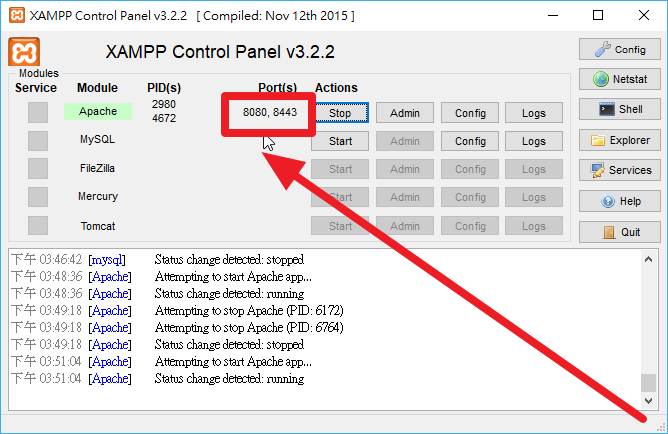 XAMPP Control Panel v3.2.2 [ Compiled: Nov 12th 2015 ]
XAMPP Control Panel v3.2.2
Config
Modules
Service Module PID(s) Port(s) Actions
Netstat
Apache 2980 4672 8080, 8443 Stop Admin Config Logs
Shell
MySQL Start Admin Config Logs
Explorer
FileZilla Start Admin Config Logs
Services
Mercury Start Admin Config Logs
Help
Tomcat Start Admin Config Logs
Quit
下午 03:46:42 [mysql] Status change detected: stopped
下午 03:48:36 [Apache] Attempting to start Apache app...
下午 03:48:36 [Apache] Status change detected: running
下午 03:49:18 [Apache] Attempting to stop Apache (PID: 6172)
下午 03:49:18 [Apache] Attempting to stop Apache (PID: 6764)
下午 03:49:18 [Apache] Status change detected: stopped
下午 03:51:04 [Apache] Attempting to start Apache app...
下午 03:51:04 [Apache] Status change detected: running